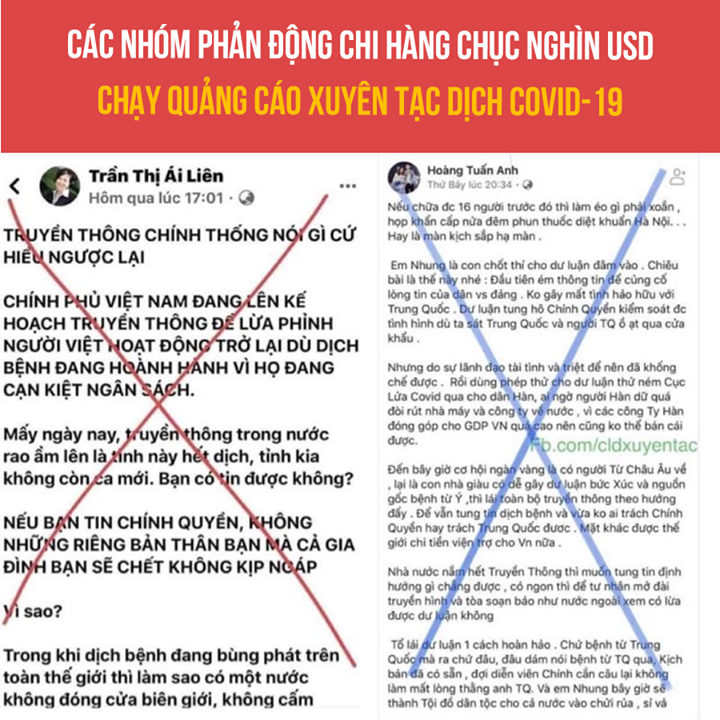 CÁC NHÓM PHẢN ĐỘNG CHI HÀNG CHỤC NGHÌN USD
CHẠY QUẢNG CÁO XUYÊN TẠC DỊCH COVID-19
Trần Thị Ái Liên
Hôm qua lúc 17:01
TRUYỀN THÔNG CHÍNH THỐNG NÓI GÌ CỨ
HIỂU NGƯỢC LẠI
CHÍNH PHỦ VIỆT NAM ĐANG LÊN KẾ
HOẠCH TRUYỀN THÔNG ĐỂ LỪA PHỈNH
NGƯỜI VIỆT HOẠT ĐỘNG TRỞ LẠI DÙ DỊCH
BỆNH ĐANG HOÀNH HÀNH VÌ HỌ ĐANG
CẠN KIỆT NGÂN SÁCH.
Mấy ngày nay, truyền thông trong nước
rao ầm lên là tỉnh này hết dịch, tỉnh kia
không còn ca mới. Bạn có tin được không?
NẾU BẠN TIN CHÍNH QUYỀN, KHÔNG
NHỮNG RIÊNG BẢN THÂN BẠN MÀ CẢ GIA
ĐÌNH BẠN SẼ CHẾT KHÔNG KỊP NGÁP
Vì sao?
Trong khi dịch bệnh đang bùng phát trên
toàn thế giới thì làm sao có một nước
không đóng cửa biên giới, không cấm
Hoàng Tuấn Anh
Thứ Bảy lúc 20:34
Nếu chữa đc 16 người trước đó thì làm éo gì phải xoắn ,
họp khẩn cấp nửa đêm phun thuốc diệt khuẩn Hà Nội. . .
Hay là màn kịch sắp hạ màn .
Em Nhung là con chốt thí cho dư luận đâm vào . Chiêu
bài là thế này nhé : Đầu tiên ém thông tin để củng cố
lòng tin của dân vs đảng . Ko gây mất tình hảo hữu với
Trung Quốc . Dư luận tung hô Chính Quyền kiểm soát đc
tình hình dù ta sát Trung Quốc và người TQ ồ ạt qua cửa
khẩu .
Nhưng do sự lãnh đạo tài tình và triệt để nên đã khống
chế được . Rồi dùng phép thử cho dư luận thử ném Cục
Lửa Covid qua cho dân Hàn, ai ngờ người Hàn dữ quá
đòi rút nhà máy và công ty về nước , vì các công Ty Hàn
đóng góp cho GDP VN quá cao nên cũng ko thể bán cái
được.
Fb.com/cldxuyentac
Đến bây giờ cơ hội ngàn vàng là có người Từ Châu Âu về
, lại là con nhà giàu có dễ gây dư luận bức Xúc và nguồn
gốc bệnh từ Ý ,thì lái toàn bộ truyền thông theo hướng
đấy . Để vẫn tung tin dịch bệnh và vừa ko ai trách Chính
Quyền hay trách Trung Quốc được . Mặt khác được thế
giới chi tiền viện trợ cho Vn nữa .
Nhà nước nắm hết Truyền Thông thì muốn tung tin định
hướng gì chẳng được , có ngon thì để tư nhân mở đài
truyền hình và tòa soạn báo như nước ngoài xem có lừa
được dư luận không
Tổ lái dư luận 1 cách hoàn hảo . Chứ bệnh từ Trung
Quốc mà ra chứ đâu, đâu dám nói bệnh từ TQ qua, Kịch
bản đã có sẵn , đợi diễn viên Chính cắn câu lại không
làm mất lòng thằng anh TQ. Và em Nhung bây giờ sẽ
thành Tội đồ dân tộc cho cả nước vào chửi rủa , sỉ vả